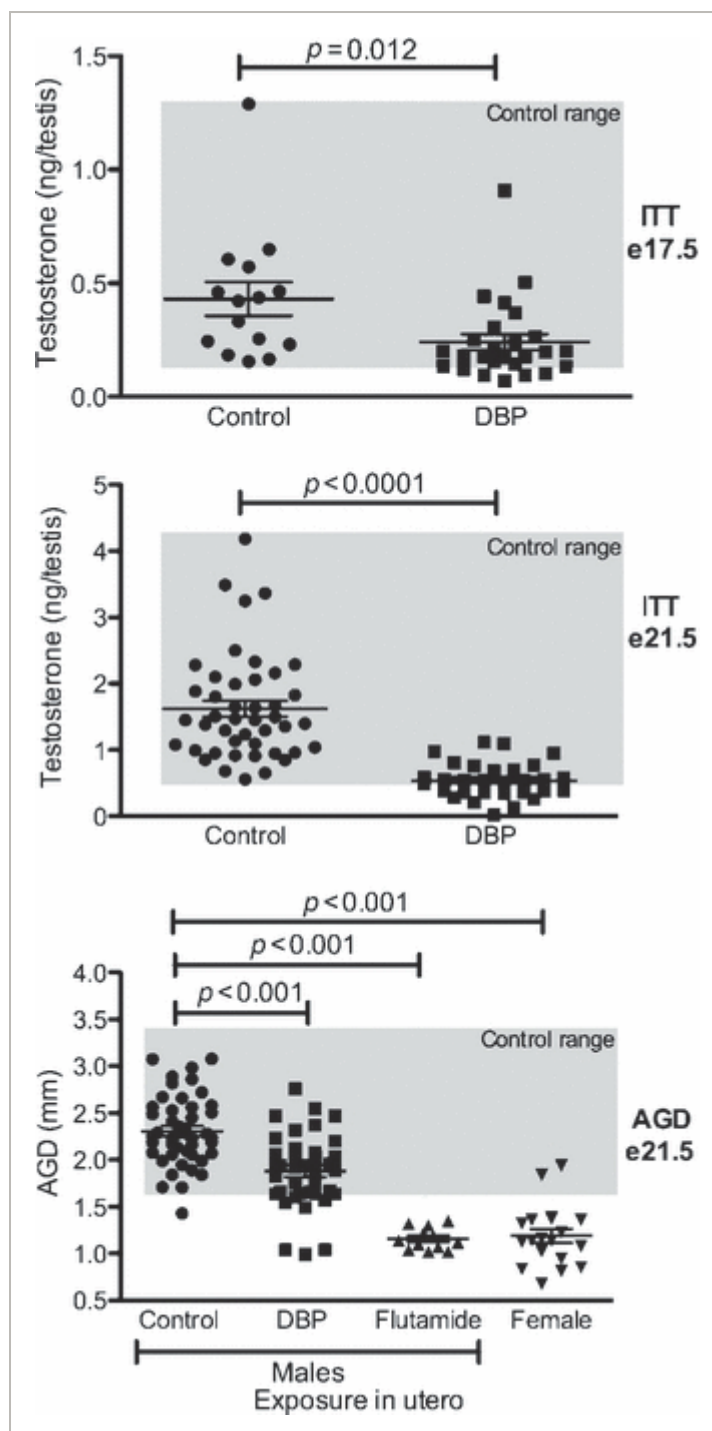 p=0.012
1.5
Control range
1.0
ITT
e17.5
0.5
0.0
Testosterone (ng/testis)
Control DBP
p<0.0001
5
Control range
4
ITT
e21.5
3
2
1
0
Testosterone (ng/testis)
Control DBP
p<0.001
p<0.001
p<0.001
4.0
3.5
Control range
3.0
2.5
AGD
e21.5
2.0
1.5
1.0
0.5
AGD (mm)
Control DBP Flutamide Female
Males
Exposure in utero